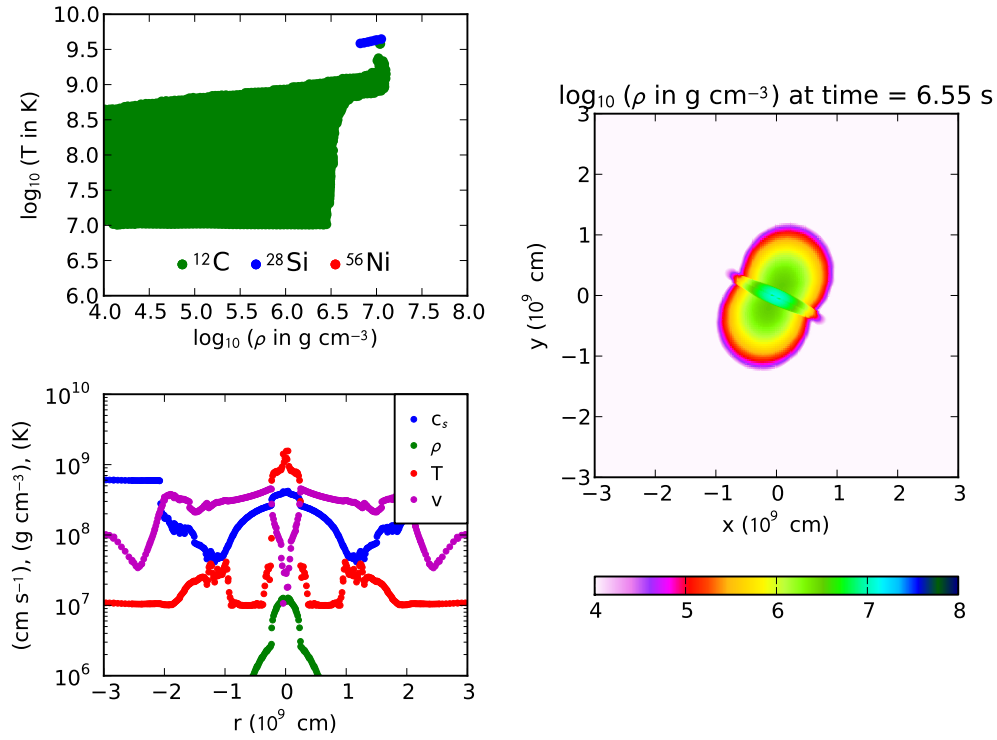 10.0
9.5
9.0
8.5
8.0
7.5
7.0
6.5
6.0
log₁₀ (T in K)
¹²C ²⁸Si ⁵⁶Ni
4.0 4.5 5.0 5.5 6.0 6.5 7.0 7.5 8.0
log₁₀ (ρ in g cm⁻³)
log₁₀ (ρ in g cm⁻³) at time = 6.55 s
3
2
1
0
−1
−2
−3
y (10⁹ cm)
−3 −2 −1 0 1 2 3
x (10⁹ cm)
4 5 6 7 8
10¹⁰
10⁹
10⁸
10⁷
10⁶
(cm s⁻¹), (g cm⁻³), (K)
cₛ
ρ
T
v
−3 −2 −1 0 1 2 3
r (10⁹ cm)